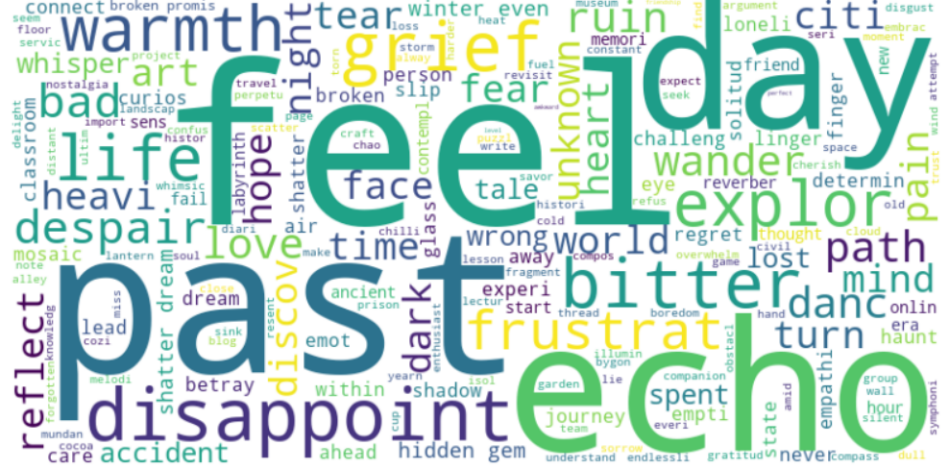 connect
broken promis
tear
winter even
museum
argument
disgust
seem
floor
servic
warmth
night
loss
heat
ruin
loneli
citi
seri
embrac
moment
whisper
project
art
torn
grief
storm
alway
harder
memori
constant
find
new
nostalgia
travel
perpetu
person
fuel
revisit
unknown
expect
seek
solitud
friend
perfect
finger
bad
curios
landscap
feel
broken
slip
fear
heart
day
wind
attempt
delight
classroom
import
sens
page
contempl
awkward
distant
ultim
confus
histor
scatter
craft
chao
level
puzzl
write
challeng
linger
space
life
labyrinth
hope
shatter
face
tale
savor
wander
cherish
pain
trust
heavi
whimsic
fail
eye
reverber
determin
refus
explor
old
despair
diari
air
glass
histori
cold
mosaic
lantern
soul
love
make
time
chilli
wrong
world
regret
thought
cloud
path
note
alley
past
lesson
away
compos
overwhelm
civil
game
lost
mind
shatter dream
dream
close
discov
ancient
prison
dark
fragment
experi
start
bitter
danc
onlin
reflect
miss
lead
cozi
resent
sink
blog
emot
enthusiast
lectur
thread
boredom
hand
turn
era
haunt
frustrat
forgotten
knowledg
melodi
betray
within
yearn
shadow
isol
illumin
bygon
lie
obstacl
echo
empathi
garden
companion
spent
group
wall
hour
silent
symphoni
disappoint
cup
journey
team
empti
everi
state
amid
mundan
cocoa
care
accident
ahead
hidden gem
sorrow
understand
endlessli
gratitud
never
compass
dull